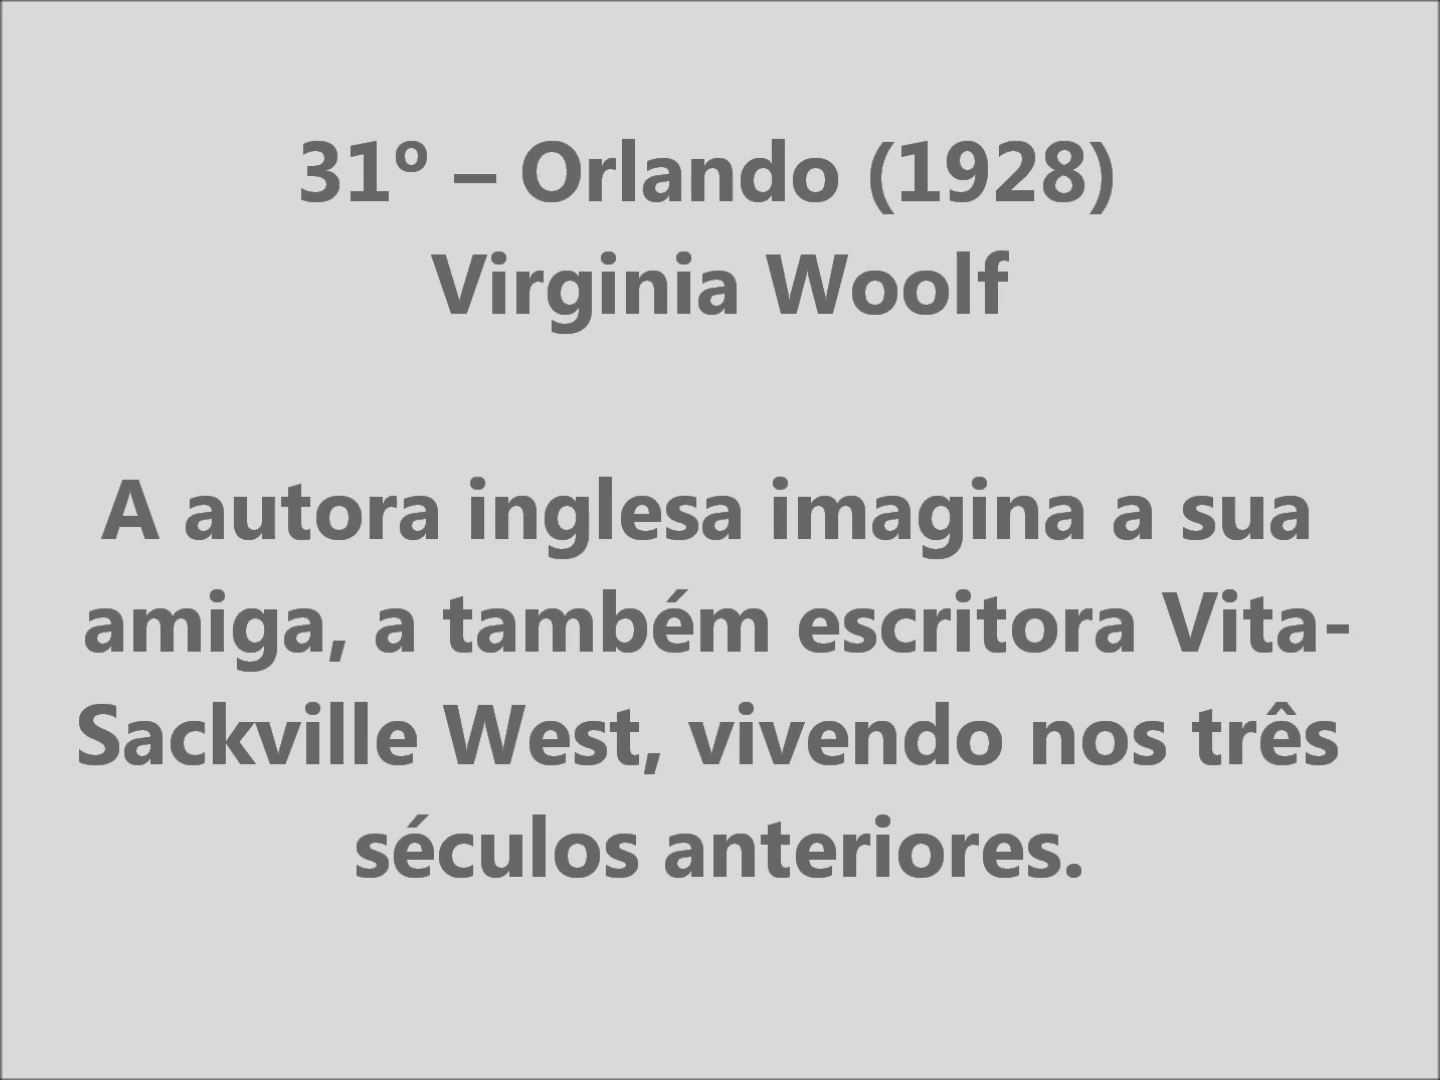 31º – Orlando (1928)
Virginia Woolf
A autora inglesa imagina a sua
amiga, a também escritora Vita-
Sackville West, vivendo nos três
séculos anteriores.